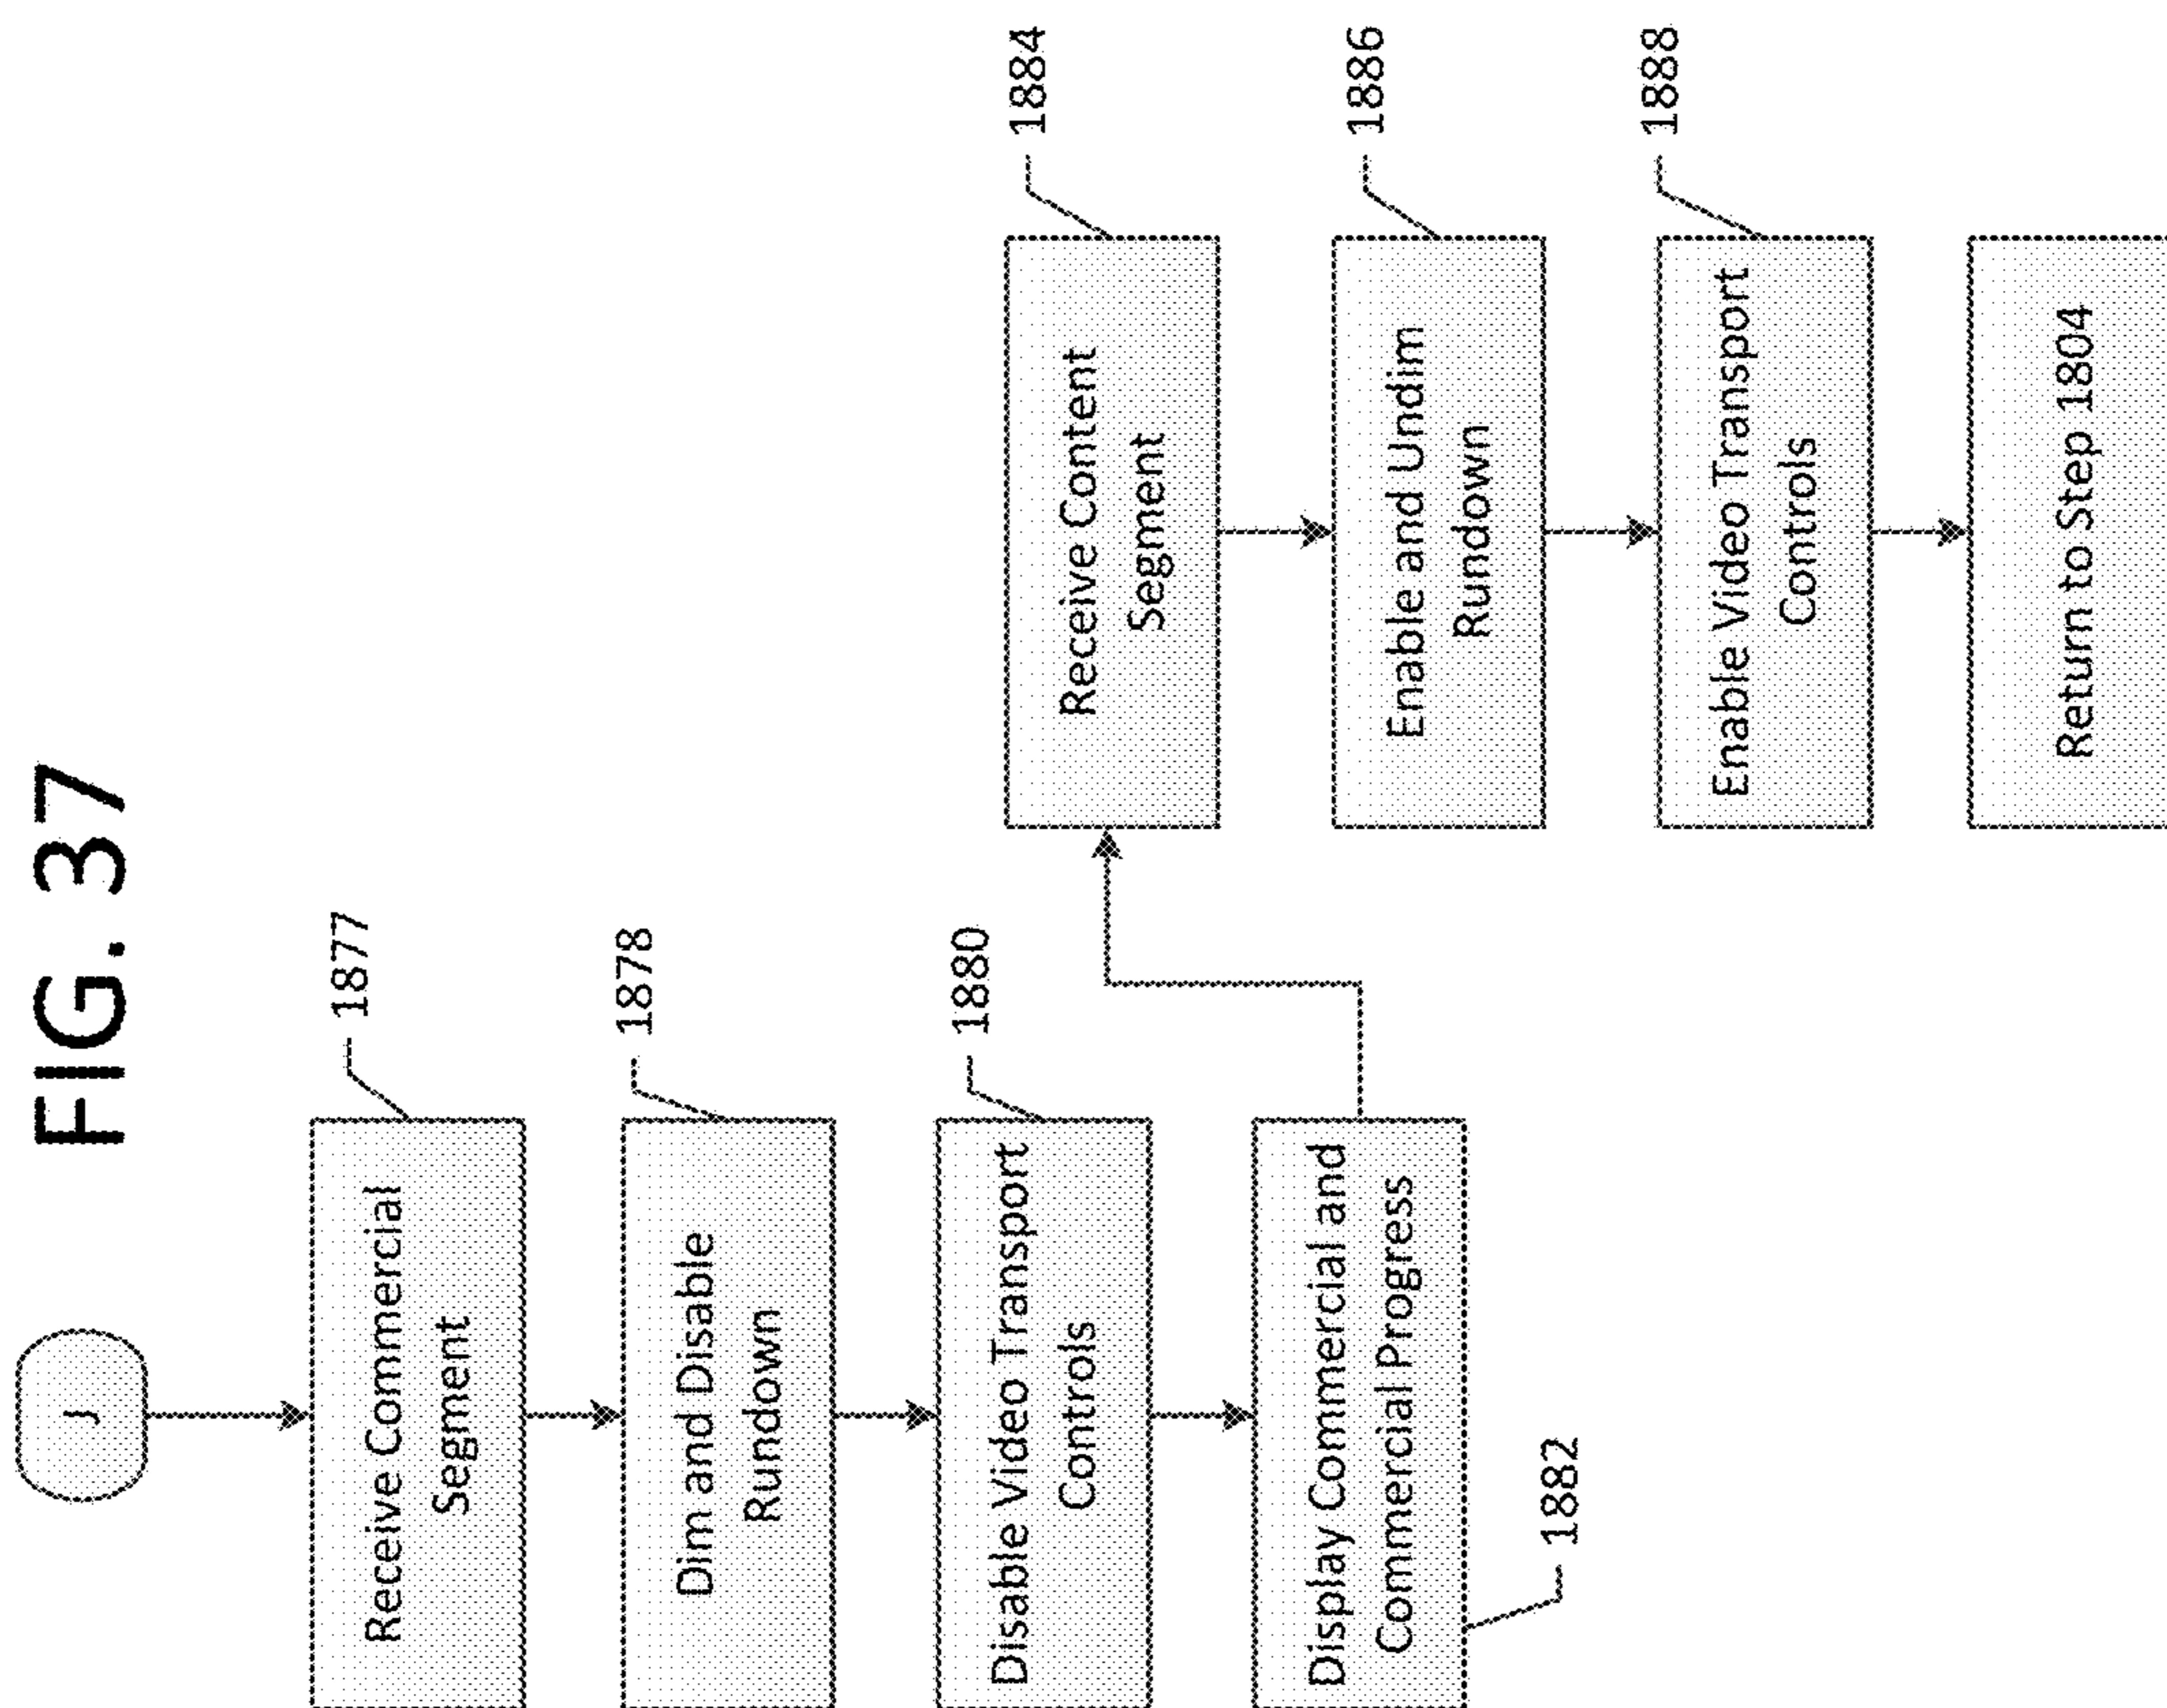 FIG. 37
J
Receive Commercial
Segment
1877
Dim and Disable
Rundown
1878
Disable Video Transport
Controls
1880
Display Commercial and
Commercial Progress
1882
Receive Content
Segment
1884
Enable and Undim
Rundown
1886
Enable Video Transport
Controls
1888
Return to Step 1804